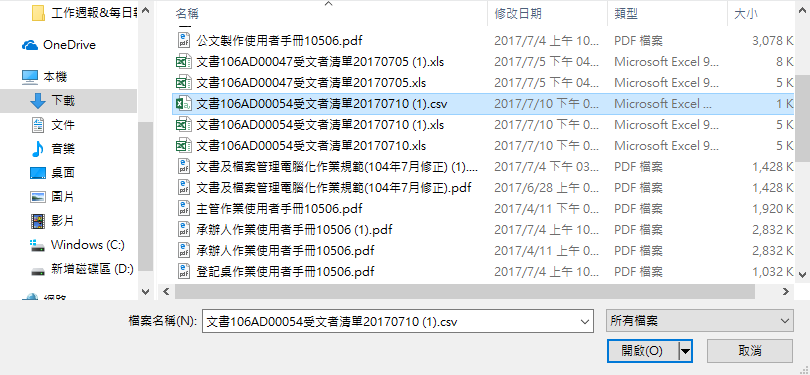 工作週報&每日報 名稱 修改日期 類型 大小
公文製作使用者手冊10506.pdf 2017/7/4 上午 10... PDF 檔案 3,078 K
OneDrive 文書106AD00047受文者清單20170705 (1).xls 2017/7/5 下午 04... Microsoft Excel 9... 8 K
本機 文書106AD00047受文者清單20170705.xls 2017/7/5 下午 04... Microsoft Excel 9... 5 K
下載 文書106AD00054受文者清單20170710 (1).csv 2017/7/10 下午 0... Microsoft Excel ... 1 K
文件 文書106AD00054受文者清單20170710 (1).xls 2017/7/10 下午 0... Microsoft Excel 9... 5 K
音樂 文書106AD00054受文者清單20170710.xls 2017/7/10 下午 0... Microsoft Excel 9... 5 K
桌面 文書及檔案管理電腦化作業規範(104年7月修正) (1).... 2017/7/4 下午 03... PDF 檔案 1,428 K
圖片 文書及檔案管理電腦化作業規範(104年7月修正).pdf 2017/6/28 上午 0... PDF 檔案 1,428 K
影片 主管作業使用者手冊10506.pdf 2017/4/11 下午 0... PDF 檔案 1,920 K
Windows (C:) 承辦人作業使用者手冊10506 (1).pdf 2017/7/4 上午 10... PDF 檔案 2,832 K
新增磁碟區 (D:) 承辦人作業使用者手冊10506.pdf 2017/4/11 下午 0... PDF 檔案 2,832 K
登記桌作業使用者手冊10506.pdf 2017/7/4 上午 10... PDF 檔案 1,032 K
網路
檔案名稱(N): 文書106AD00054受文者清單20170710 (1).csv 所有檔案
開啟(O) 取消